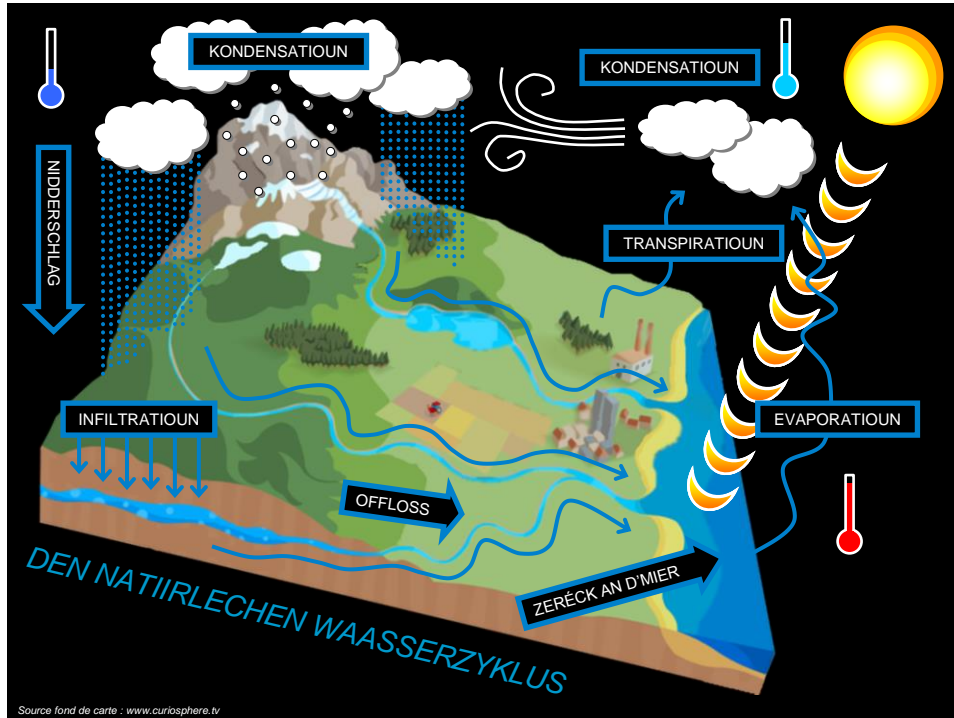 KONDENSATIOUN
KONDENSATIOUN
NIDDERSCHLAG
TRANSPIRATIOUN
INFILTRATIOUN
EVAPORATIOUN
OFFLOSS
ZERÉCK AN D'MIER
DEN NATIIRLECHEN WAASSERZYKLUS
Source fond de carte : www.curiosphere.tv